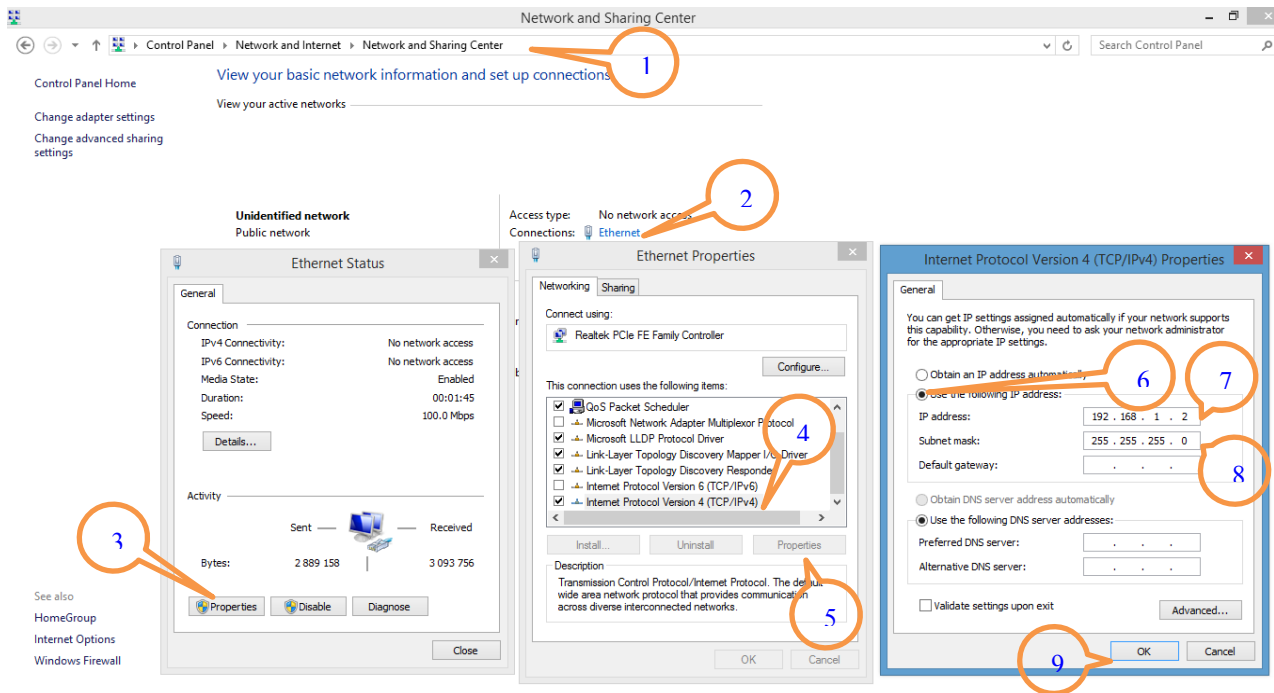 Network and Sharing Center
Control Panel Network and Internet Network and Sharing Center
Search Control Panel
1
Control Panel Home
View your basic network information and set up connections
View your active networks
Change adapter settings
Change advanced sharing
settings
2
Unidentified network
Public network
Access type: No network access
Connections: Ethernet
Ethernet Status
General
Connection
IPv4 Connectivity: No network access
IPv6 Connectivity: No network access
Media State: Enabled
Duration: 00:01:45
Speed: 100.0 Mbps
Details...
Activity
Sent — — Received
3
Bytes: 2 889 158 3 093 756
Properties Disable Diagnose
Close
See also
HomeGroup
Internet Options
Windows Firewall
Ethernet Properties
Networking Sharing
Connect using:
Realtek PCIe FE Family Controller
Configure...
This connection uses the following items:
QoS Packet Scheduler
Microsoft Network Adapter Multiplexor Protocol
4
Microsoft LLDP Protocol Driver
Link-Layer Topology Discovery Mapper I/O Driver
Link-Layer Topology Discovery Responder
Internet Protocol Version 6 (TCP/IPv6)
Internet Protocol Version 4 (TCP/IPv4)
Install... Uninstall Properties
Description
Transmission Control Protocol/Internet Protocol. The default
wide area network protocol that provides communication
across diverse interconnected networks.
5
OK Cancel
Internet Protocol Version 4 (TCP/IPv4) Properties
General
You can get IP settings assigned automatically if your network supports
this capability. Otherwise, you need to ask your network administrator
for the appropriate IP settings.
Obtain an IP address automatically
6
7
Use the following IP address:
IP address: 192 . 168 . 1 . 2
Subnet mask: 255 . 255 . 255 . 0
Default gateway: . . .
8
Obtain DNS server address automatically
Use the following DNS server addresses:
Preferred DNS server: . . .
Alternative DNS server: . . .
Validate settings upon exit
Advanced...
9
OK Cancel